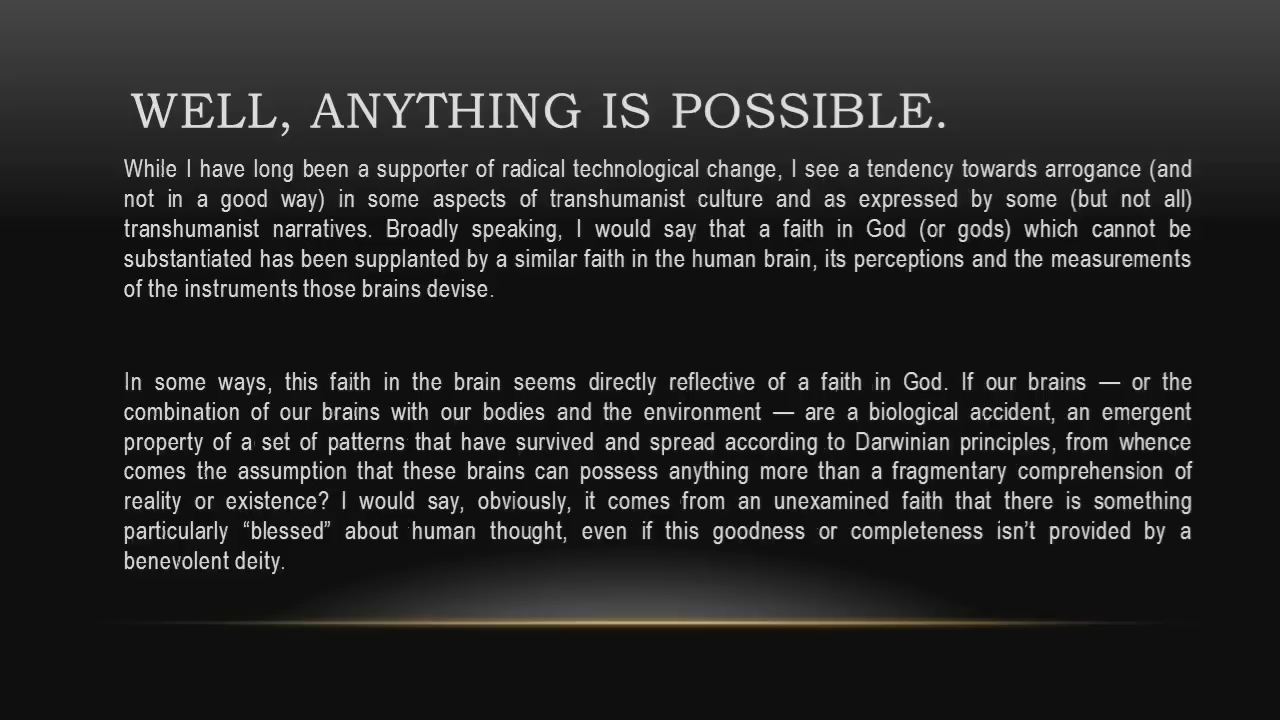 WELL, ANYTHING IS POSSIBLE.
While I have long been a supporter of radical technological change, I see a tendency towards arrogance (and
not in a good way) in some aspects of transhumanist culture and as expressed by some (but not all)
transhumanist narratives. Broadly speaking, I would say that a faith in God (or gods) which cannot be
substantiated has been supplanted by a similar faith in the human brain, its perceptions and the measurements
of the instruments those brains devise.
In some ways, this faith in the brain seems directly reflective of a faith in God. If our brains — or the
combination of our brains with our bodies and the environment — are a biological accident, an emergent
property of a set of patterns that have survived and spread according to Darwinian principles, from whence
comes the assumption that these brains can possess anything more than a fragmentary comprehension of
reality or existence? I would say, obviously, it comes from an unexamined faith that there is something
particularly “blessed” about human thought, even if this goodness or completeness isn’t provided by a
benevolent deity.